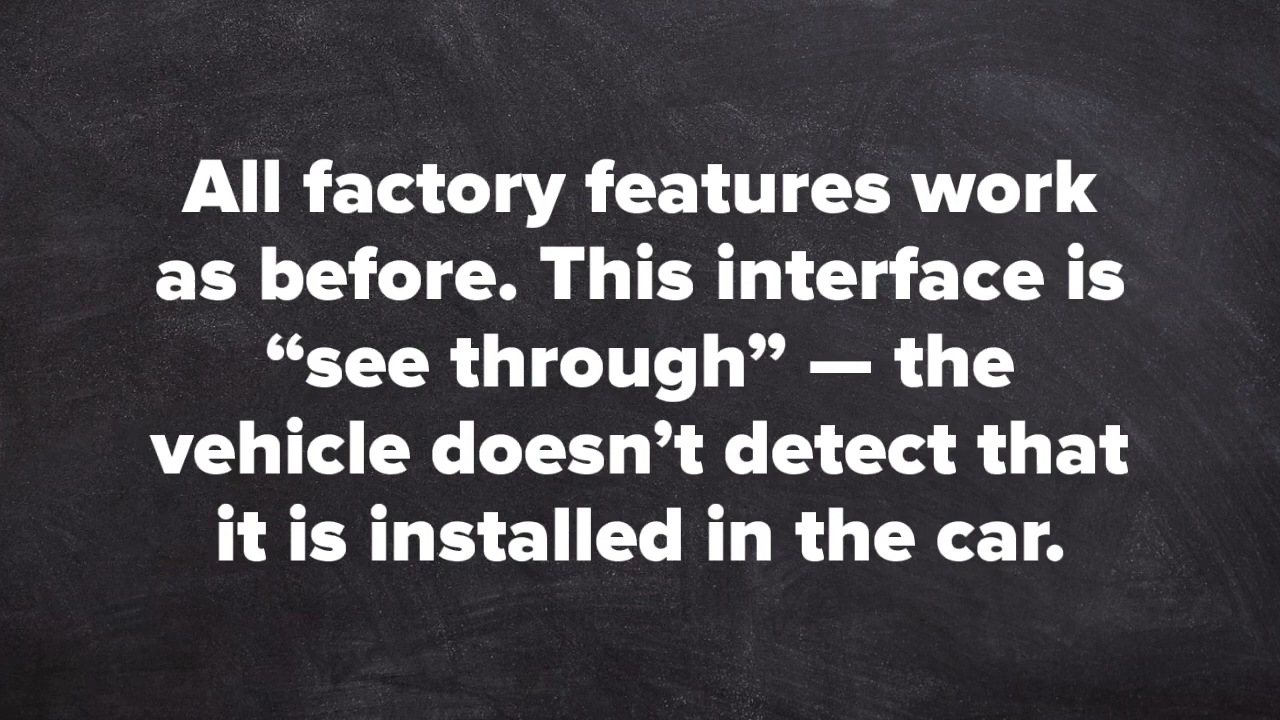 All factory features work
as before. This interface is
“see through” — the
vehicle doesn’t detect that
it is installed in the car.